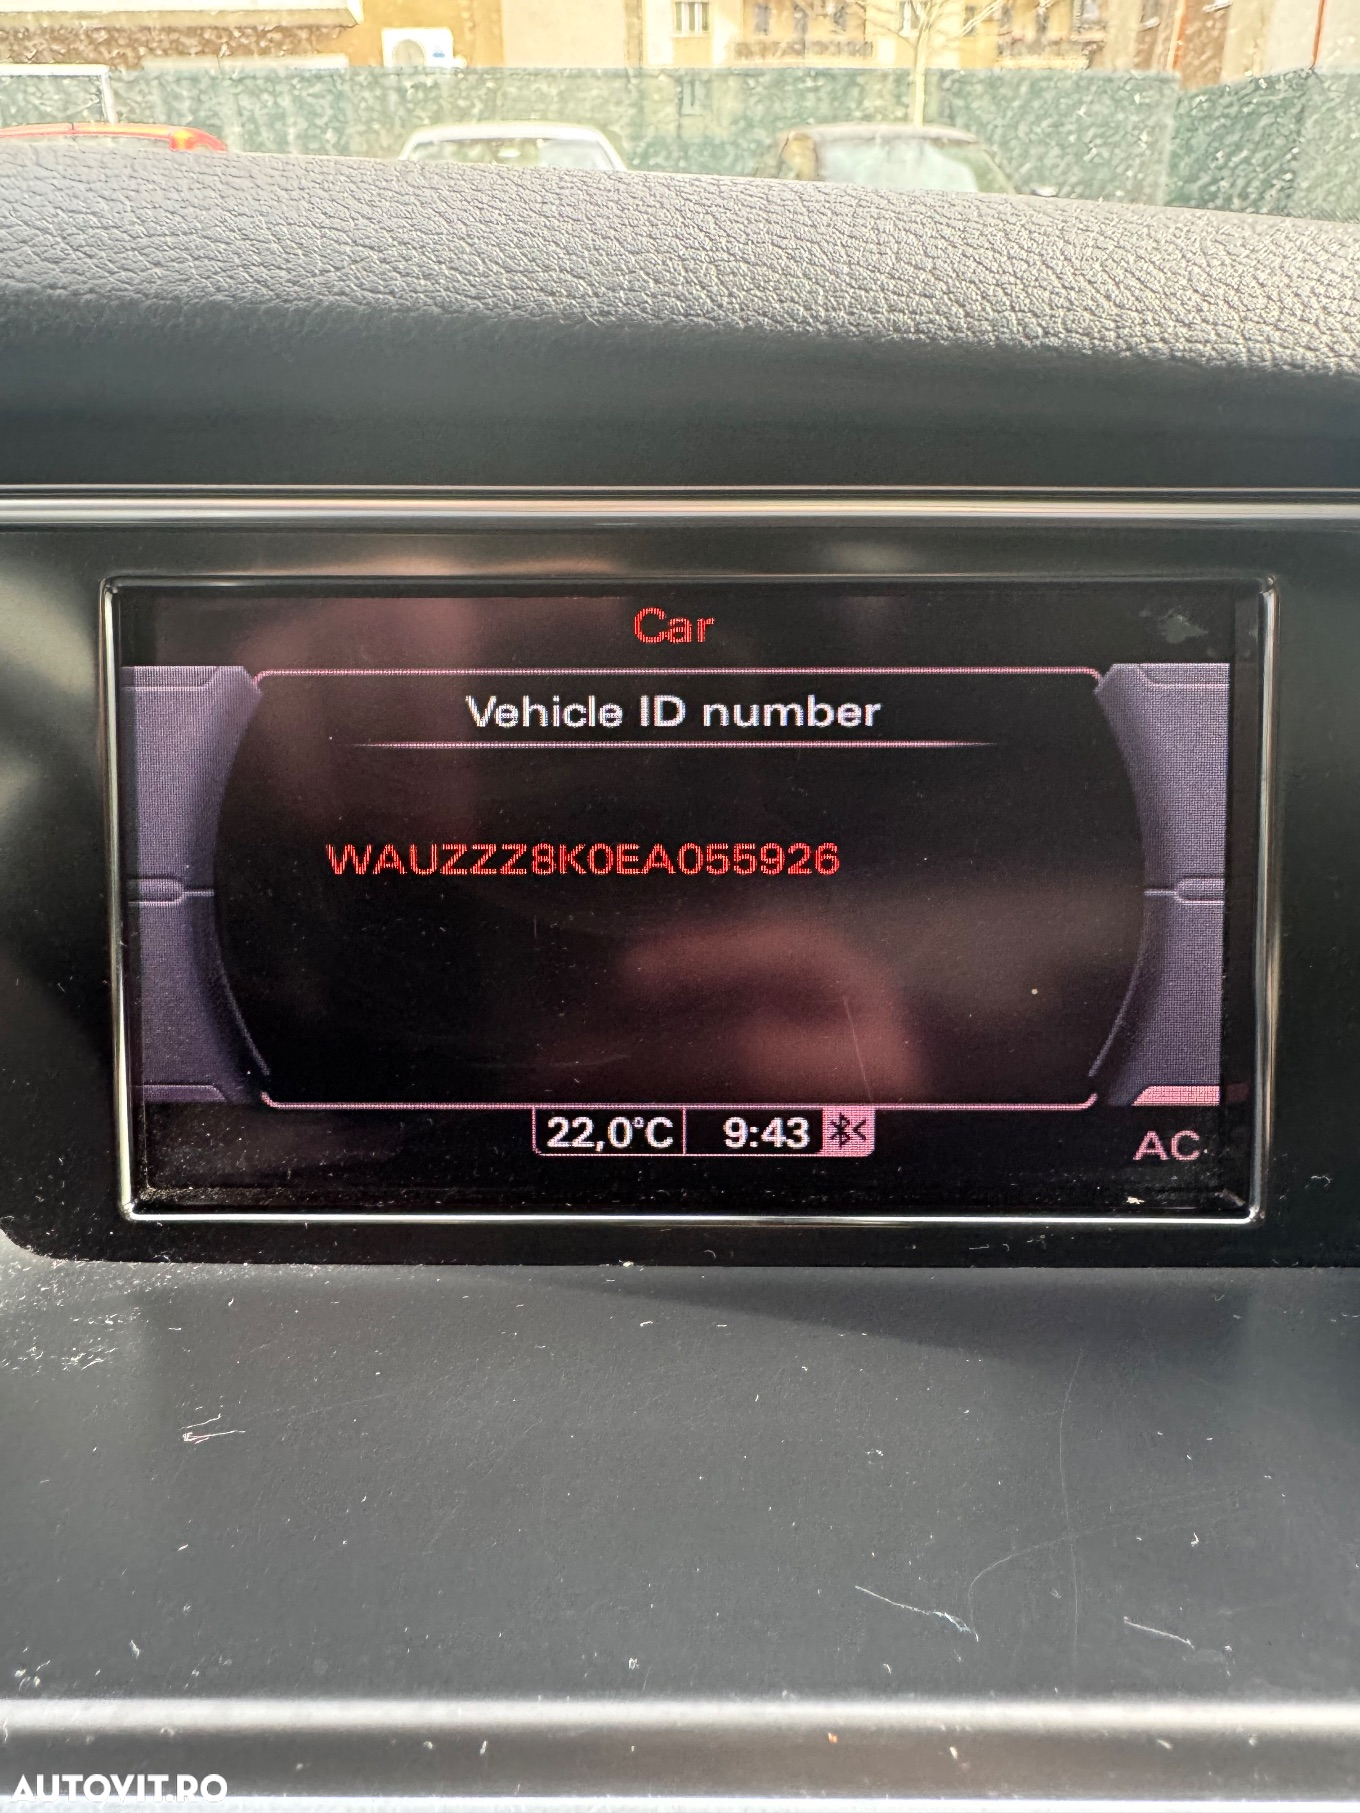 Car
Vehicle ID number
WAUZZZ8K0EA055926
22,0°C 9:43
AC
AUTOVIT.RO